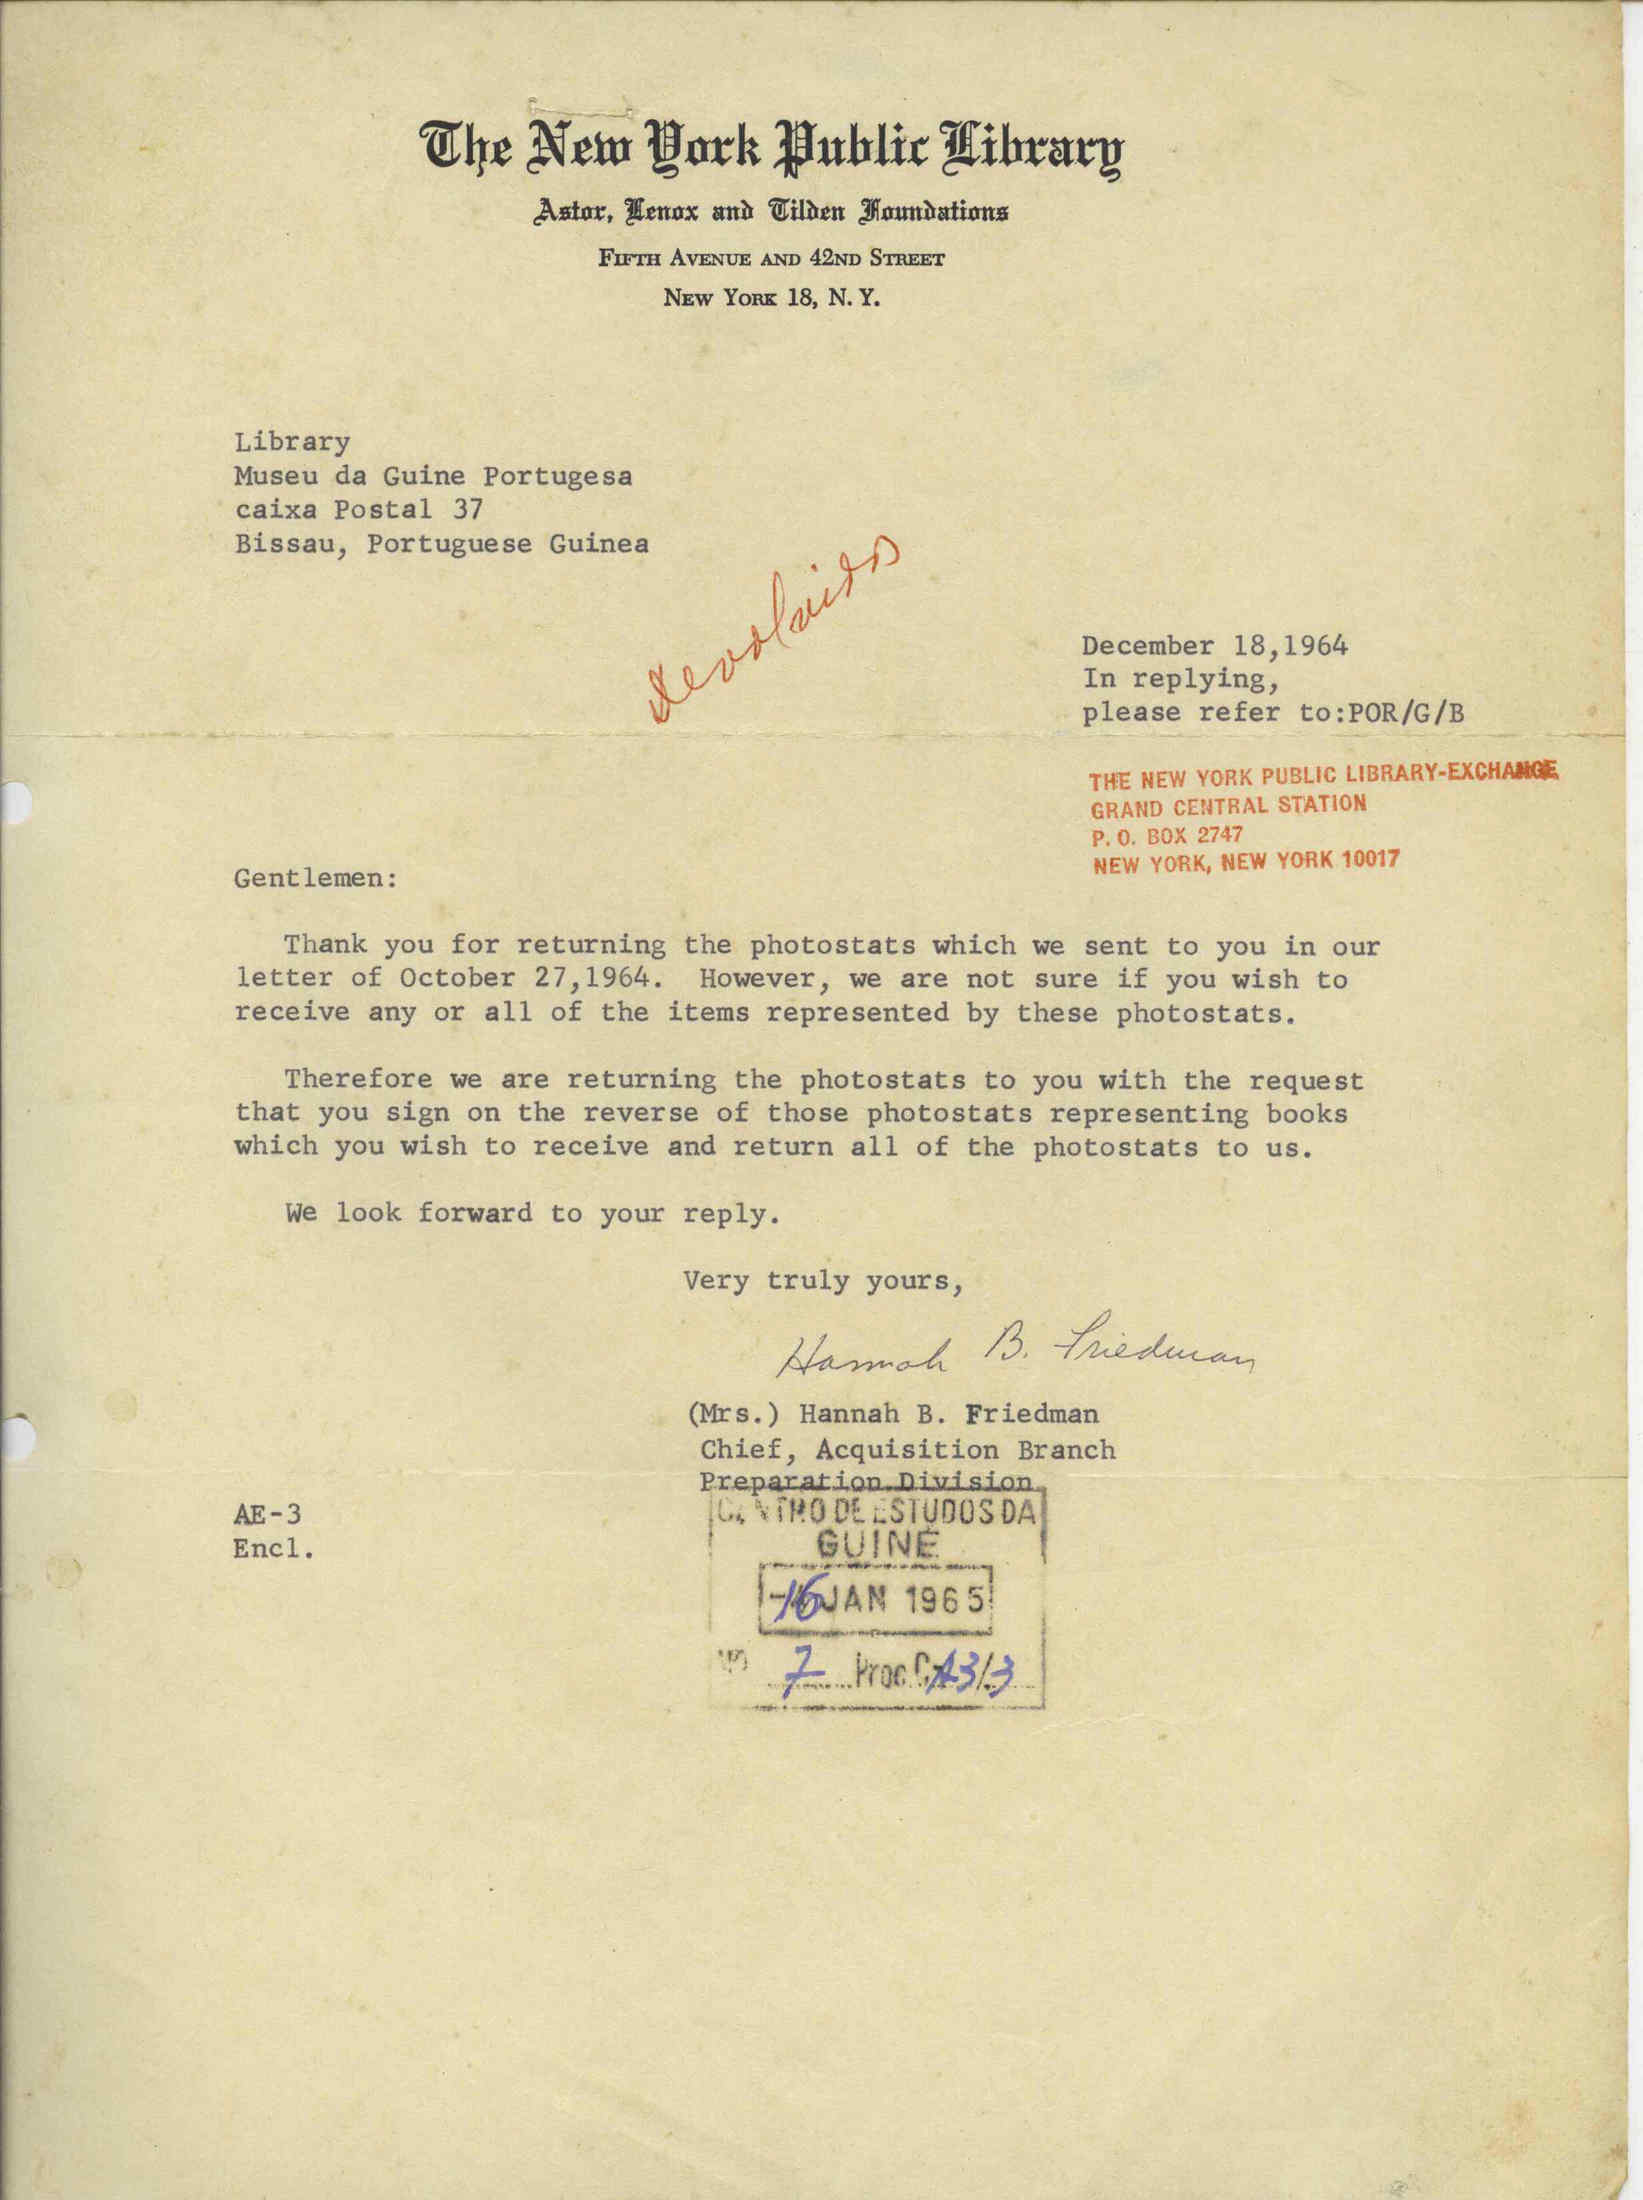 The New York Public Library
Astor, Lenox and Tilden Foundations
FIFTH AVENUE AND 42ND STREET
NEW YORK 18, N. Y.
Library
Museu da Guine Portugesa
caixa Postal 37
Bissau, Portuguese Guinea
devolvido
December 18,1964
In replying,
please refer to:POR/G/B
THE NEW YORK PUBLIC LIBRARY-EXCHANGE
GRAND CENTRAL STATION
P. O. BOX 2747
NEW YORK, NEW YORK 10017
Gentlemen:
Thank you for returning the photostats which we sent to you in our
letter of October 27,1964. However, we are not sure if you wish to
receive any or all of the items represented by these photostats.
Therefore we are returning the photostats to you with the request
that you sign on the reverse of those photostats representing books
which you wish to receive and return all of the photostats to us.
We look forward to your reply.
Very truly yours,
Hannah B. Friedman
(Mrs.) Hannah B. Friedman
Chief, Acquisition Branch
Preparation Division
AE-3
Encl.
CENTRO DE ESTUDOS DA
GUINÉ
16 JAN 1965
Nº 7 Proc. A3/3